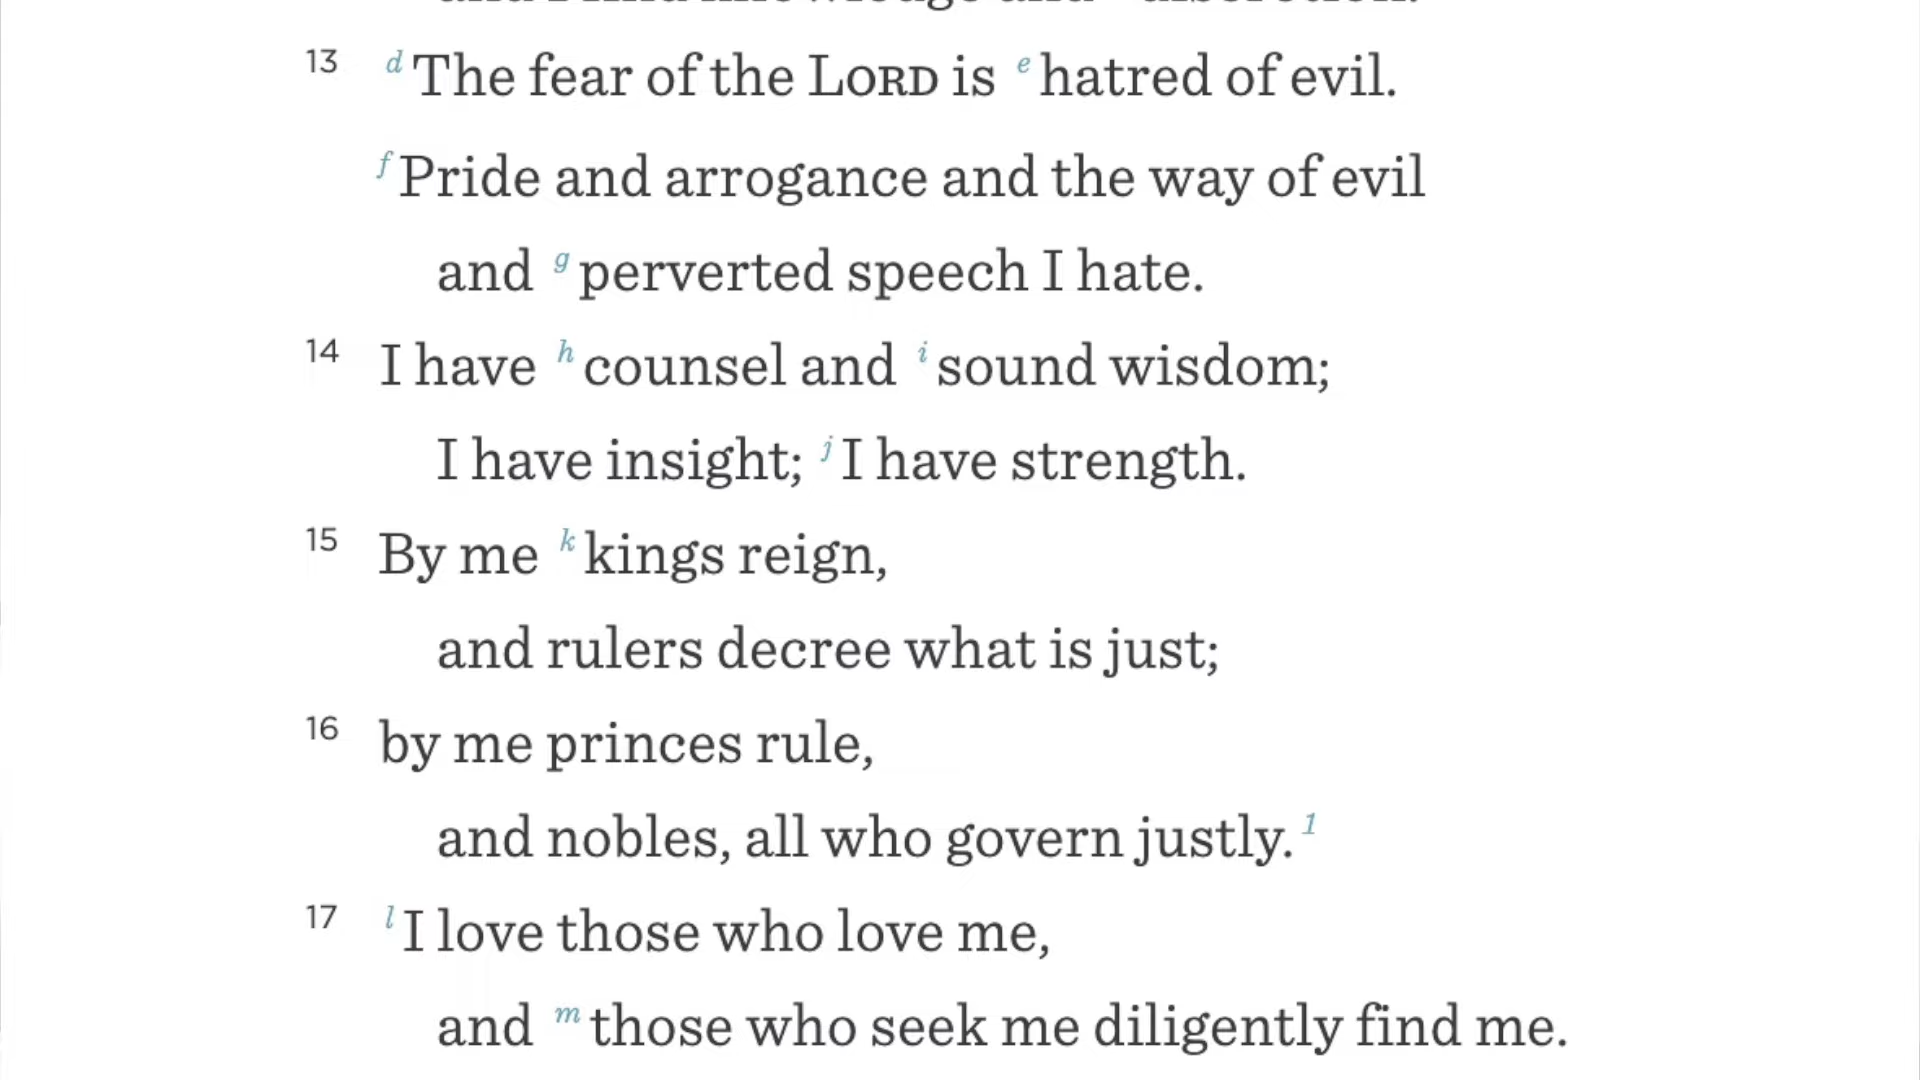 13 d The fear of the LORD is e hatred of evil.
f Pride and arrogance and the way of evil
and g perverted speech I hate.
14 I have h counsel and i sound wisdom;
I have insight; j I have strength.
15 By me k kings reign,
and rulers decree what is just;
16 by me princes rule,
and nobles, all who govern justly. 1
17 l I love those who love me,
and m those who seek me diligently find me.